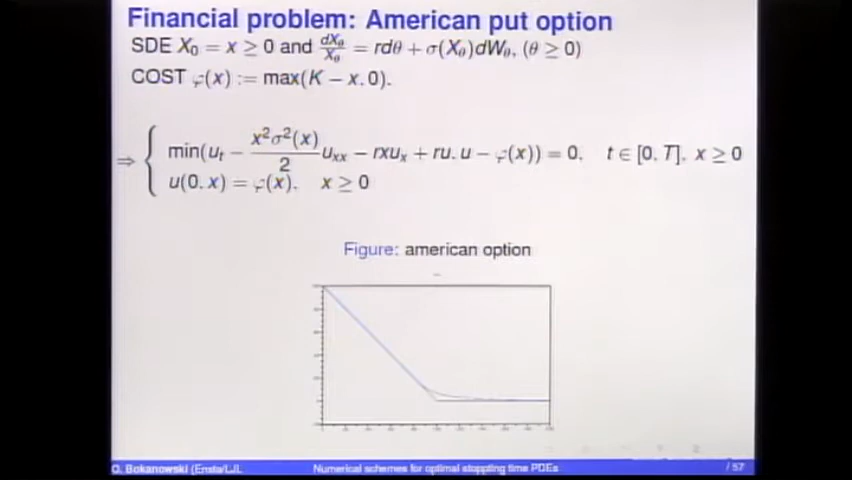 Financial problem: American put option
SDE X₀ = x ≥ 0 and dX_θ/X_θ = rdθ + σ(X_θ)dW_θ, (θ ≥ 0)
COST φ(x) := max(K − x, 0).
⇒ { min(u_t − x²σ²(x)/2 u_xx − rxu_x + ru, u − φ(x)) = 0, t ∈ [0, T], x ≥ 0
u(0, x) = φ(x), x ≥ 0
Figure: american option
O. Bokanowski (Ensta/LJL Numerical schemes for optimal stoppting time PDEs / 57